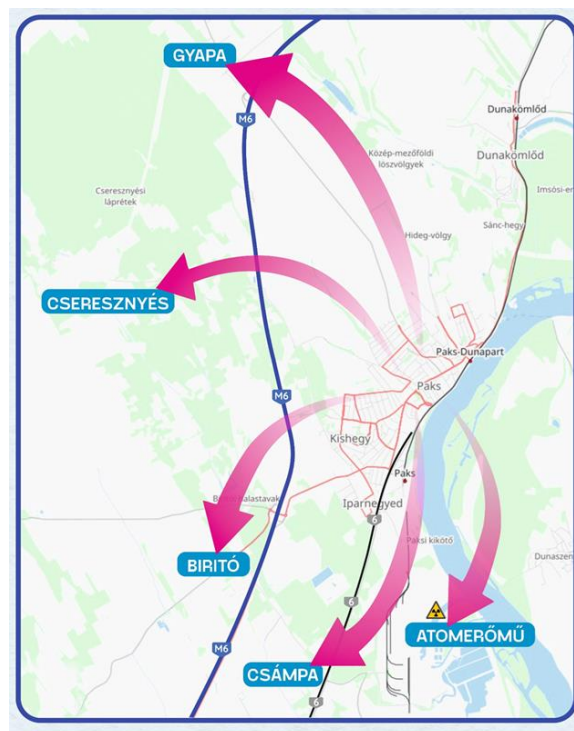 GYAPA
M6
Dunakömlőd
Dunakömlőd
Közép-mezőföldi
löszvölgyek
Cseresznyési
láprétek
Imsósi-er
Sánc-hegy
Hideg-völgy
CSERESZNYÉS
Paks-Dunapart
Paks
M6
Kishegy
Paks
Iparnegyed
6
Paksi kikötő
Dunaszen
BIRITÓ
6
ATOMERŐMŰ
M6
CSÁMPA
6